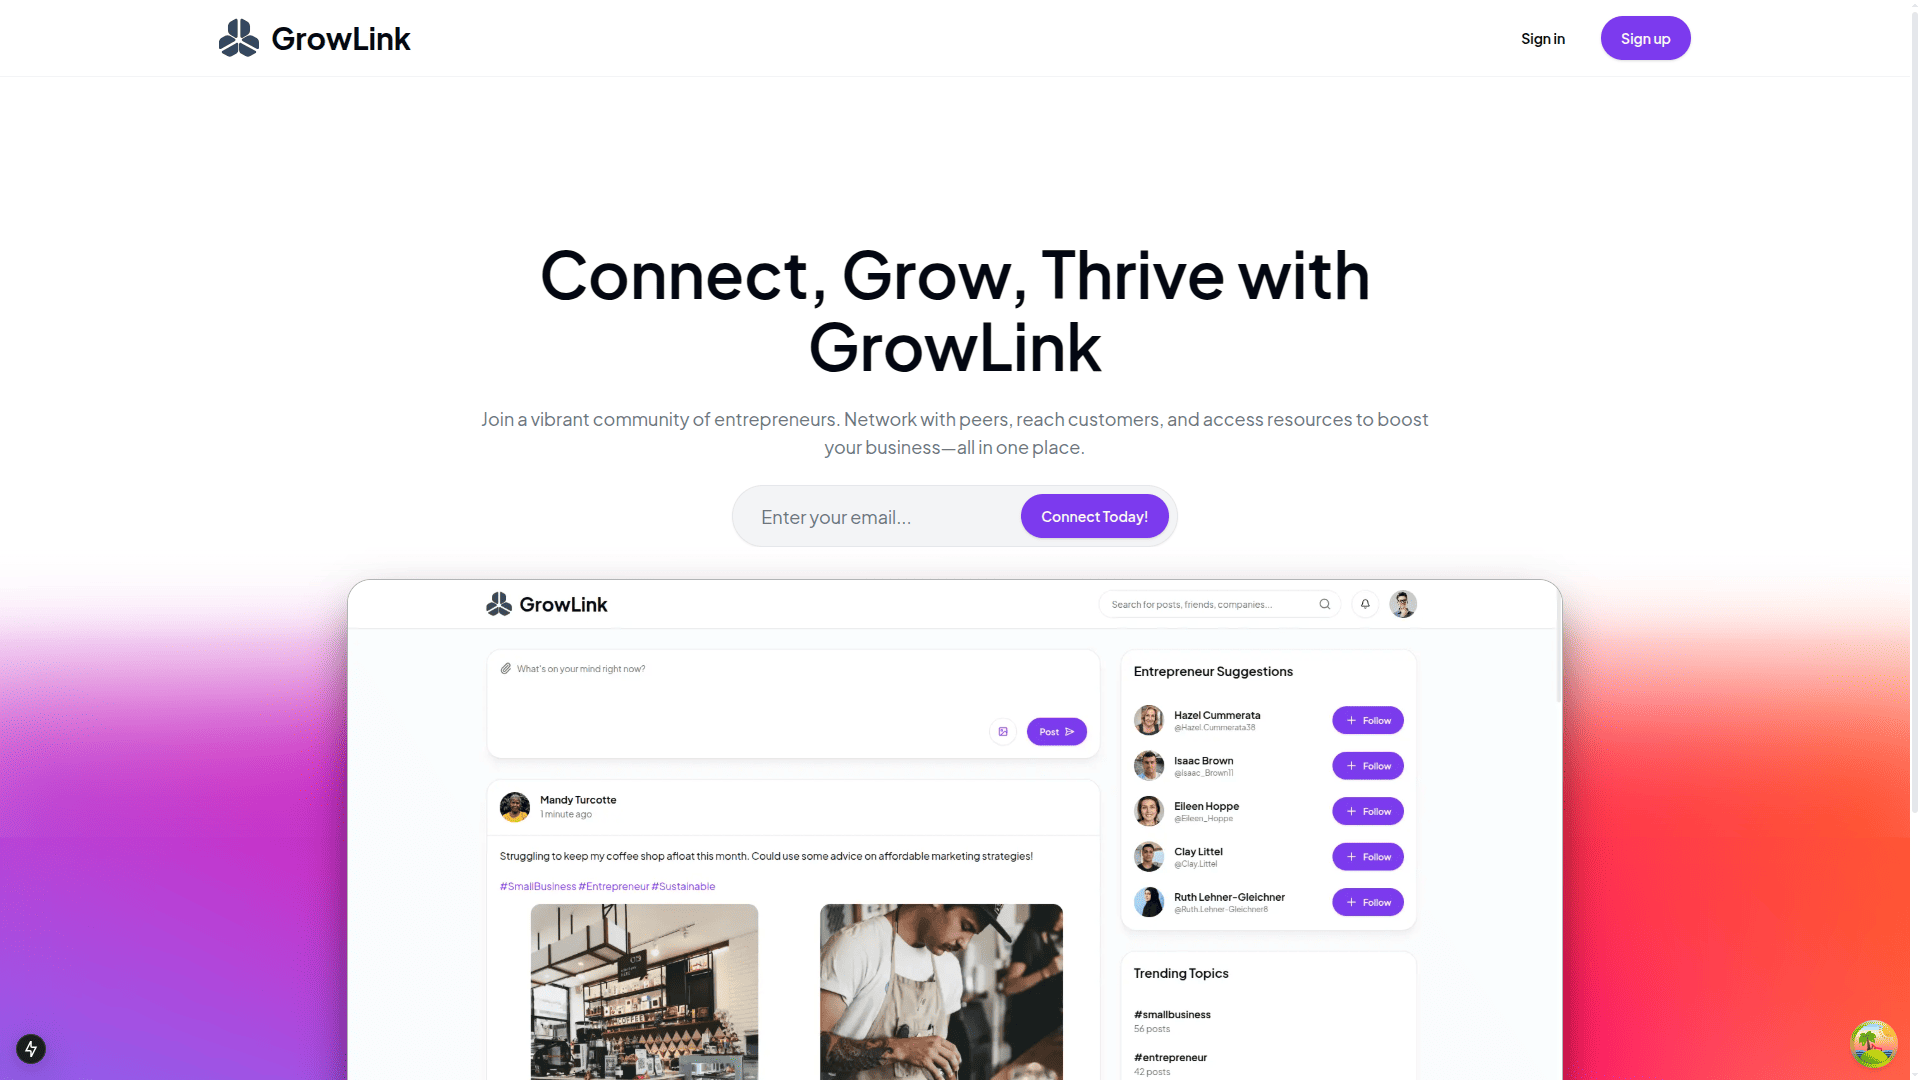 GrowLink
Sign in
Sign up
Connect, Grow, Thrive with
GrowLink
Join a vibrant community of entrepreneurs. Network with peers, reach customers, and access resources to boost
your business—all in one place.
Enter your email...
Connect Today!
GrowLink
Search for posts, friends, companies...
What's on your mind right now?
Post
Mandy Turcotte
1 minute ago
Struggling to keep my coffee shop afloat this month. Could use some advice on affordable marketing strategies!
#SmallBusiness #Entrepreneur #Sustainable
COFFEE
Entrepreneur Suggestions
Hazel Cummerata
@Hazel.Cummerata38
Follow
Isaac Brown
@Isaac_Brown11
Follow
Eileen Hoppe
@Eileen_Hoppe
Follow
Clay Littel
@Clay.Littel
Follow
Ruth Lehner-Gleichner
@Ruth.Lehner-Gleichner8
Follow
Trending Topics
#smallbusiness
56 posts
#entrepreneur
42 posts